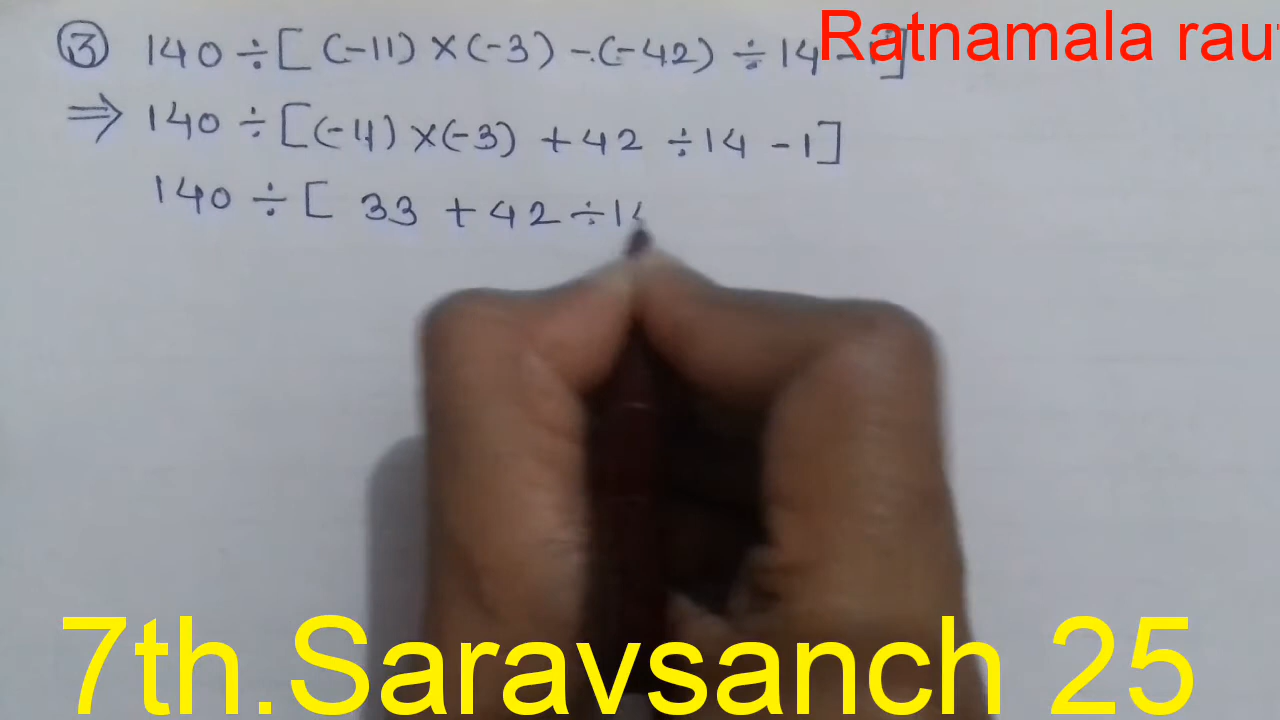 Ratnamala rau
③ 140 ÷ [ (-11) × (-3) - (-42) ÷ 14 - 1 ]
⇒ 140 ÷ [ (-11) × (-3) + 42 ÷ 14 - 1 ]
140 ÷ [ 33 + 42 ÷ 14
7th.Saravsanch 25